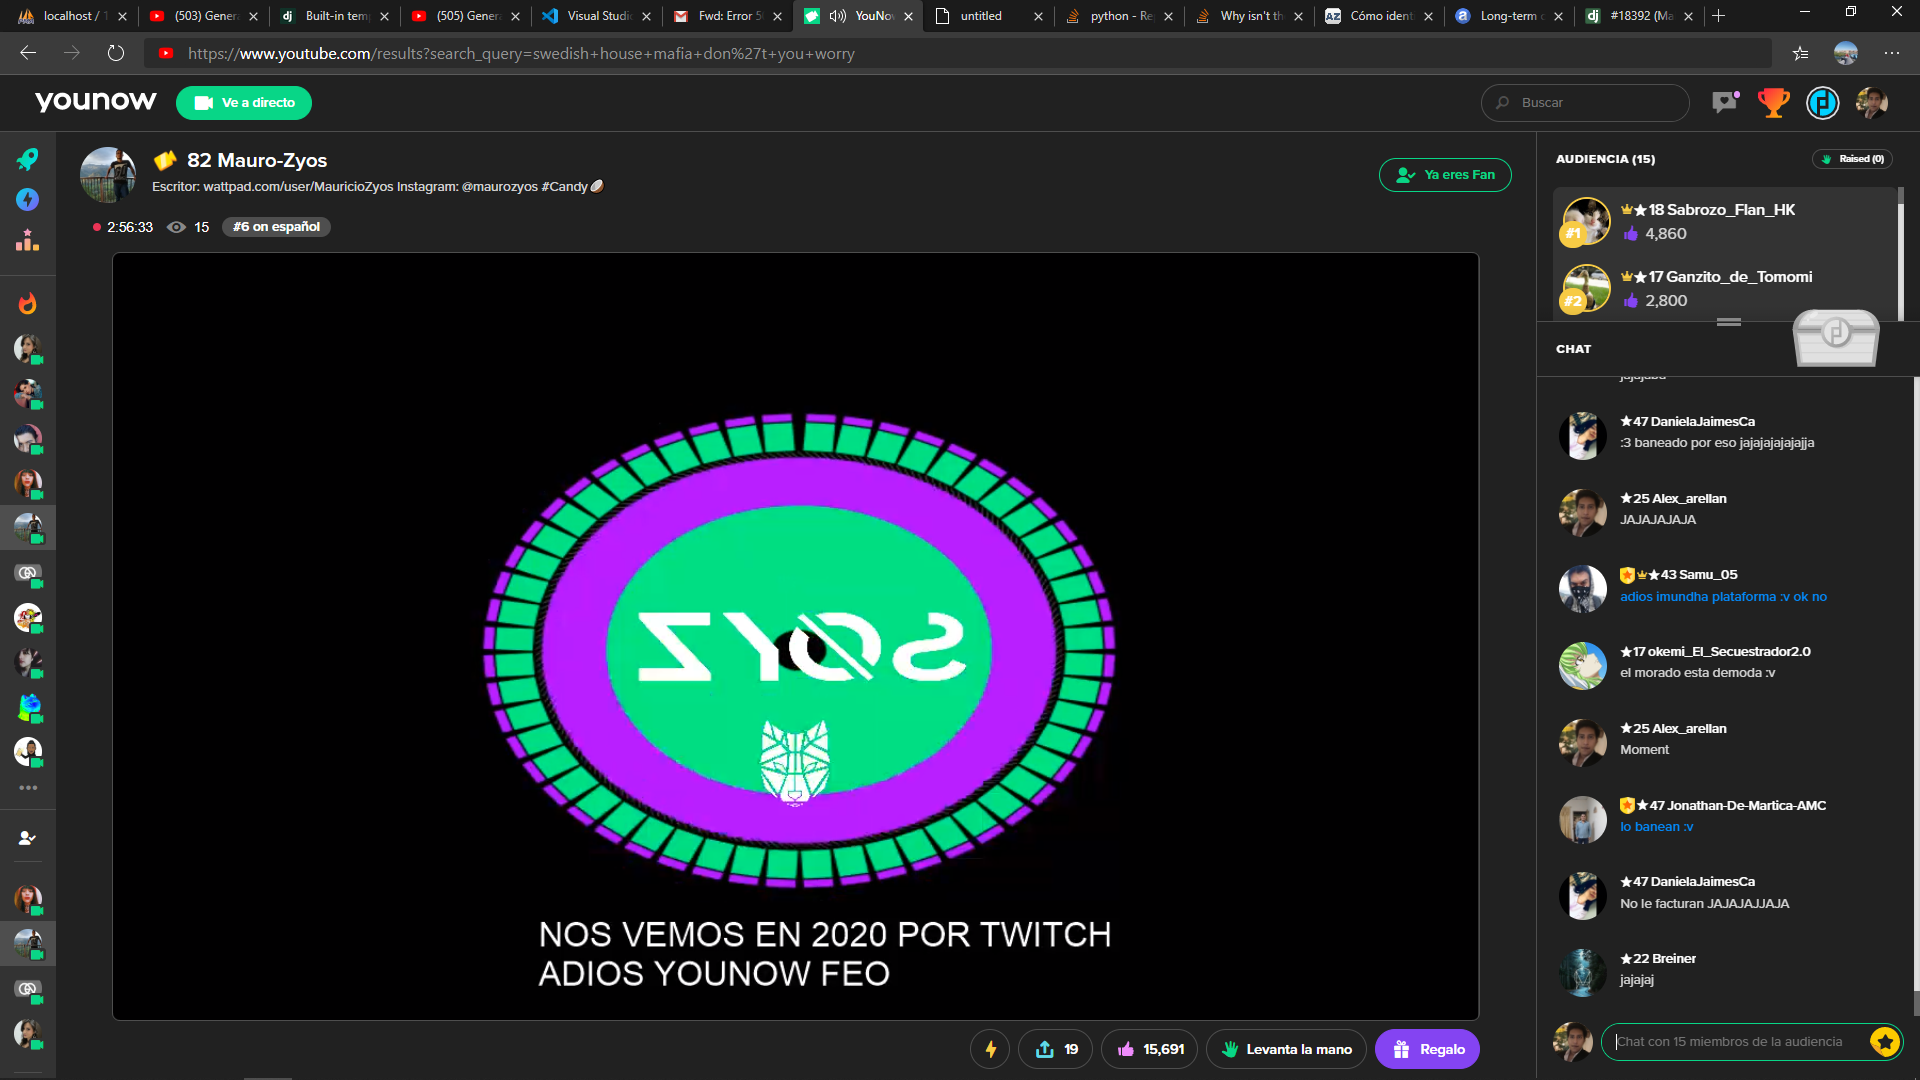 localhost / 1
(503) Genera
Built-in temp
(505) Genera
Visual Studi
Fwd: Error 5
YouNow
untitled
python - Re
Why isn't th
Cómo ident
Long-term
#18392 (Ma
https://www.youtube.com/results?search_query=swedish+house+mafia+don%27t+you+worry
younow
Ve a directo
Buscar
82 Mauro-Zyos
Escritor: wattpad.com/user/MauricioZyos Instagram: @maurozyos #Candy
Ya eres Fan
2:56:33
15
#6 on español
ZYOS
NOS VEMOS EN 2020 POR TWITCH
ADIOS YOUNOW FEO
19
15,691
Levanta la mano
Regalo
AUDIENCIA (15)
Raised (0)
#1
18 Sabrozo_Flan_HK
4,860
#2
17 Ganzito_de_Tomomi
2,800
CHAT
47 DanielaJaimesCa
:3 baneado por eso jajajajajajajja
25 Alex_arellan
JAJAJAJAJA
43 Samu_05
adios imundha plataforma :v ok no
17 okemi_El_Secuestrador2.0
el morado esta demoda :v
25 Alex_arellan
Moment
47 Jonathan-De-Martica-AMC
lo banean :v
47 DanielaJaimesCa
No le facturan JAJAJAJJAJA
22 Breiner
jajajaj
Chat con 15 miembros de la audiencia